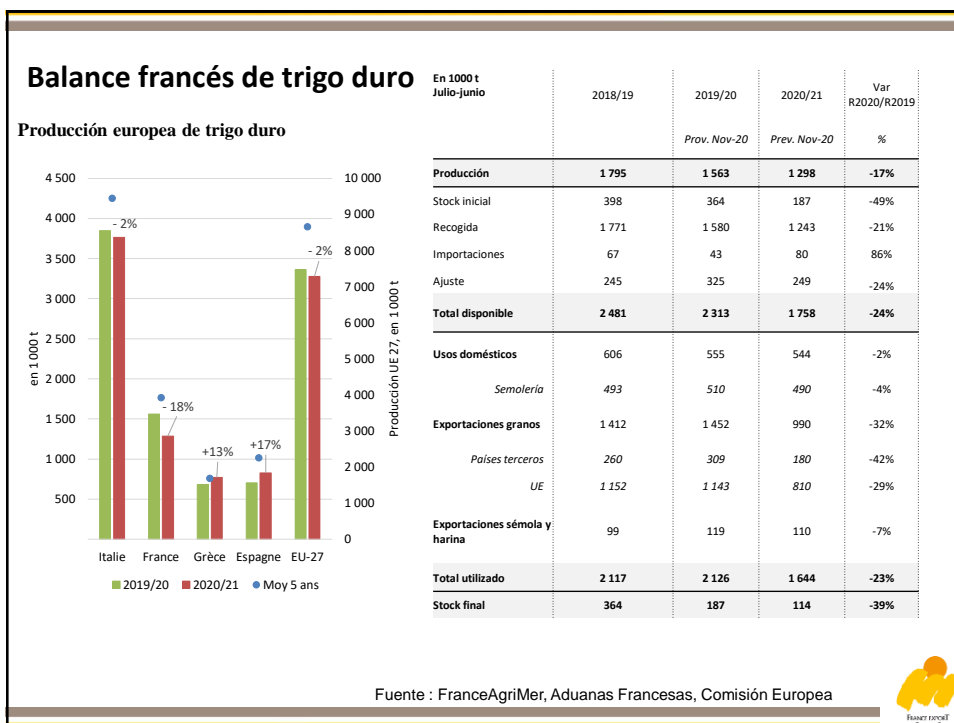 Balance francés de trigo duro
Producción europea de trigo duro
4 500
4 000
3 500
3 000
2 500
2 000
1 500
1 000
500
en 1 000 t
10 000
9 000
8 000
7 000
6 000
5 000
4 000
3 000
2 000
1 000
0
Producción UE 27, en 1 000 t
- 2%
- 18%
+13%
+17%
- 2%
Italie France Grèce Espagne EU-27
2019/20 2020/21 Moy 5 ans
En 1000 t
Julio-junio 2018/19 2019/20 2020/21 Var
R2020/R2019
Prov. Nov-20 Prev. Nov-20 %
Producción 1 795 1 563 1 298 -17%
Stock inicial 398 364 187 -49%
Recogida 1 771 1 580 1 243 -21%
Importaciones 67 43 80 86%
Ajuste 245 325 249 -24%
Total disponible 2 481 2 313 1 758 -24%
Usos domésticos 606 555 544 -2%
Semolería 493 510 490 -4%
Exportaciones granos 1 412 1 452 990 -32%
Países terceros 260 309 180 -42%
UE 1 152 1 143 810 -29%
Exportaciones sémola y
harina 99 119 110 -7%
Total utilizado 2 117 2 126 1 644 -23%
Stock final 364 187 114 -39%
Fuente : FranceAgriMer, Aduanas Francesas, Comisión Europea